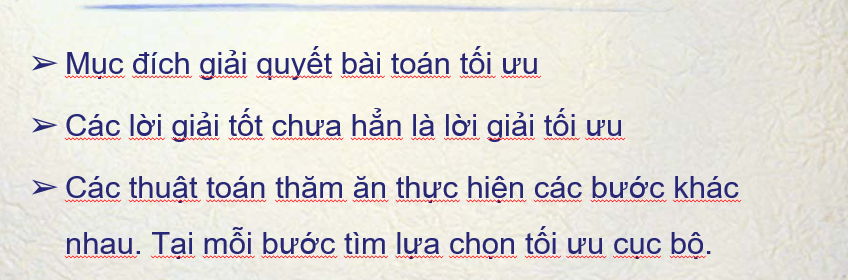 ➢ Mục đích giải quyết bài toán tối ưu
➢ Các lời giải tốt chưa hẳn là lời giải tối ưu
➢ Các thuật toán thăm ăn thực hiện các bước khác
nhau. Tại mỗi bước tìm lựa chọn tối ưu cục bộ.